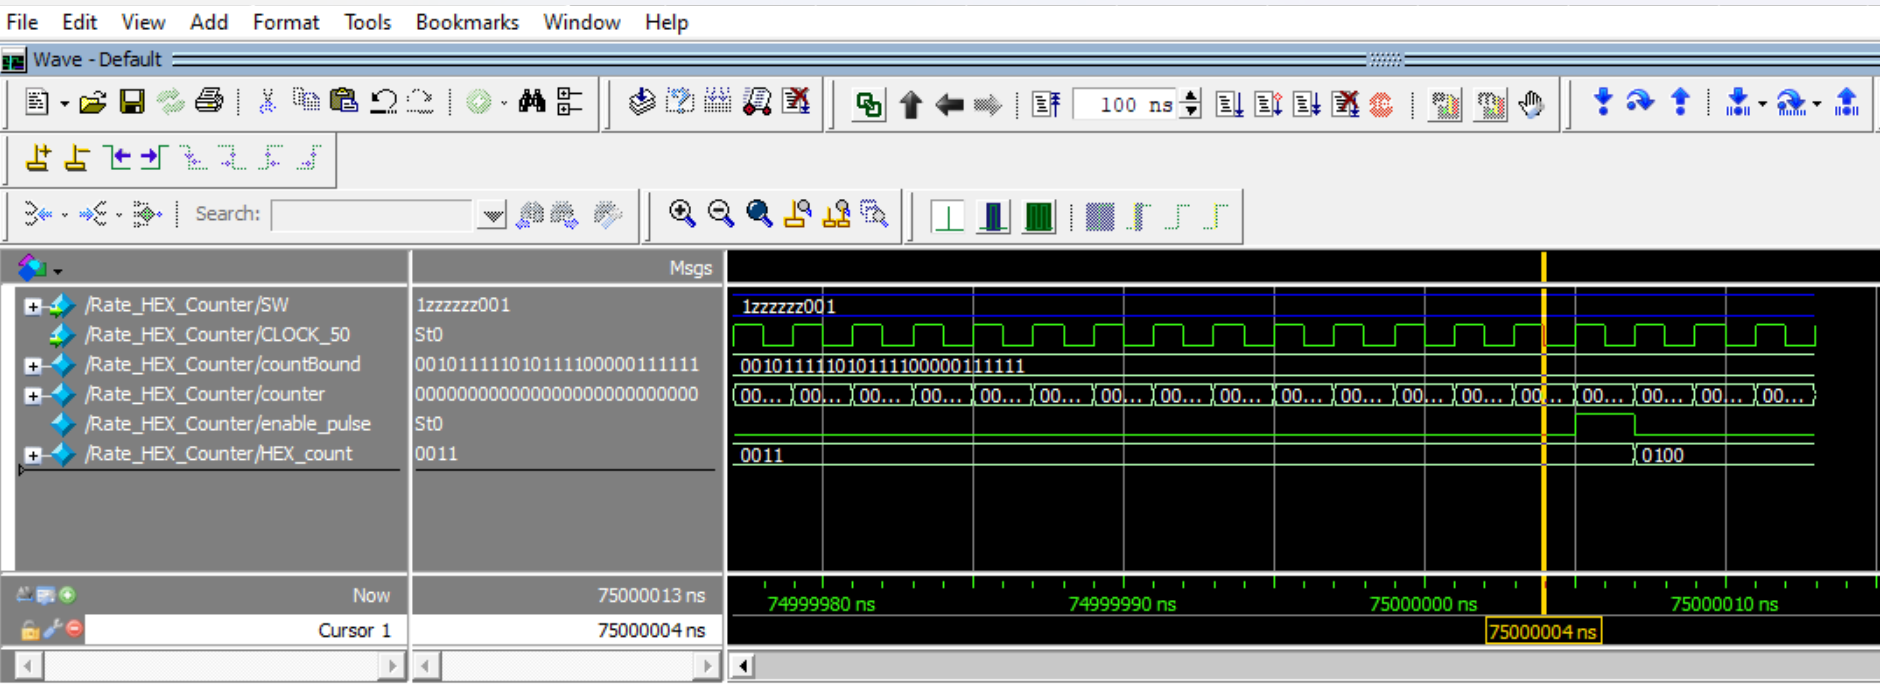 File Edit View Add Format Tools Bookmarks Window Help
Wave - Default
100 ns
Search:
Msgs
/Rate_HEX_Counter/SW 1zzzzzz001 1zzzzzz001
/Rate_HEX_Counter/CLOCK_50 St0
/Rate_HEX_Counter/countBound 001011111010111100000111111 001011111010111100000111111
/Rate_HEX_Counter/counter 000000000000000000000000000 00... 00... 00... 00... 00... 00... 00... 00... 00... 00... 00... 00... 00... 00... 00... 00... 00... 00...
/Rate_HEX_Counter/enable_pulse St0
/Rate_HEX_Counter/HEX_count 0011 0011 0100
Now 75000013 ns 74999980 ns 74999990 ns 75000000 ns 75000010 ns
Cursor 1 75000004 ns 75000004 ns